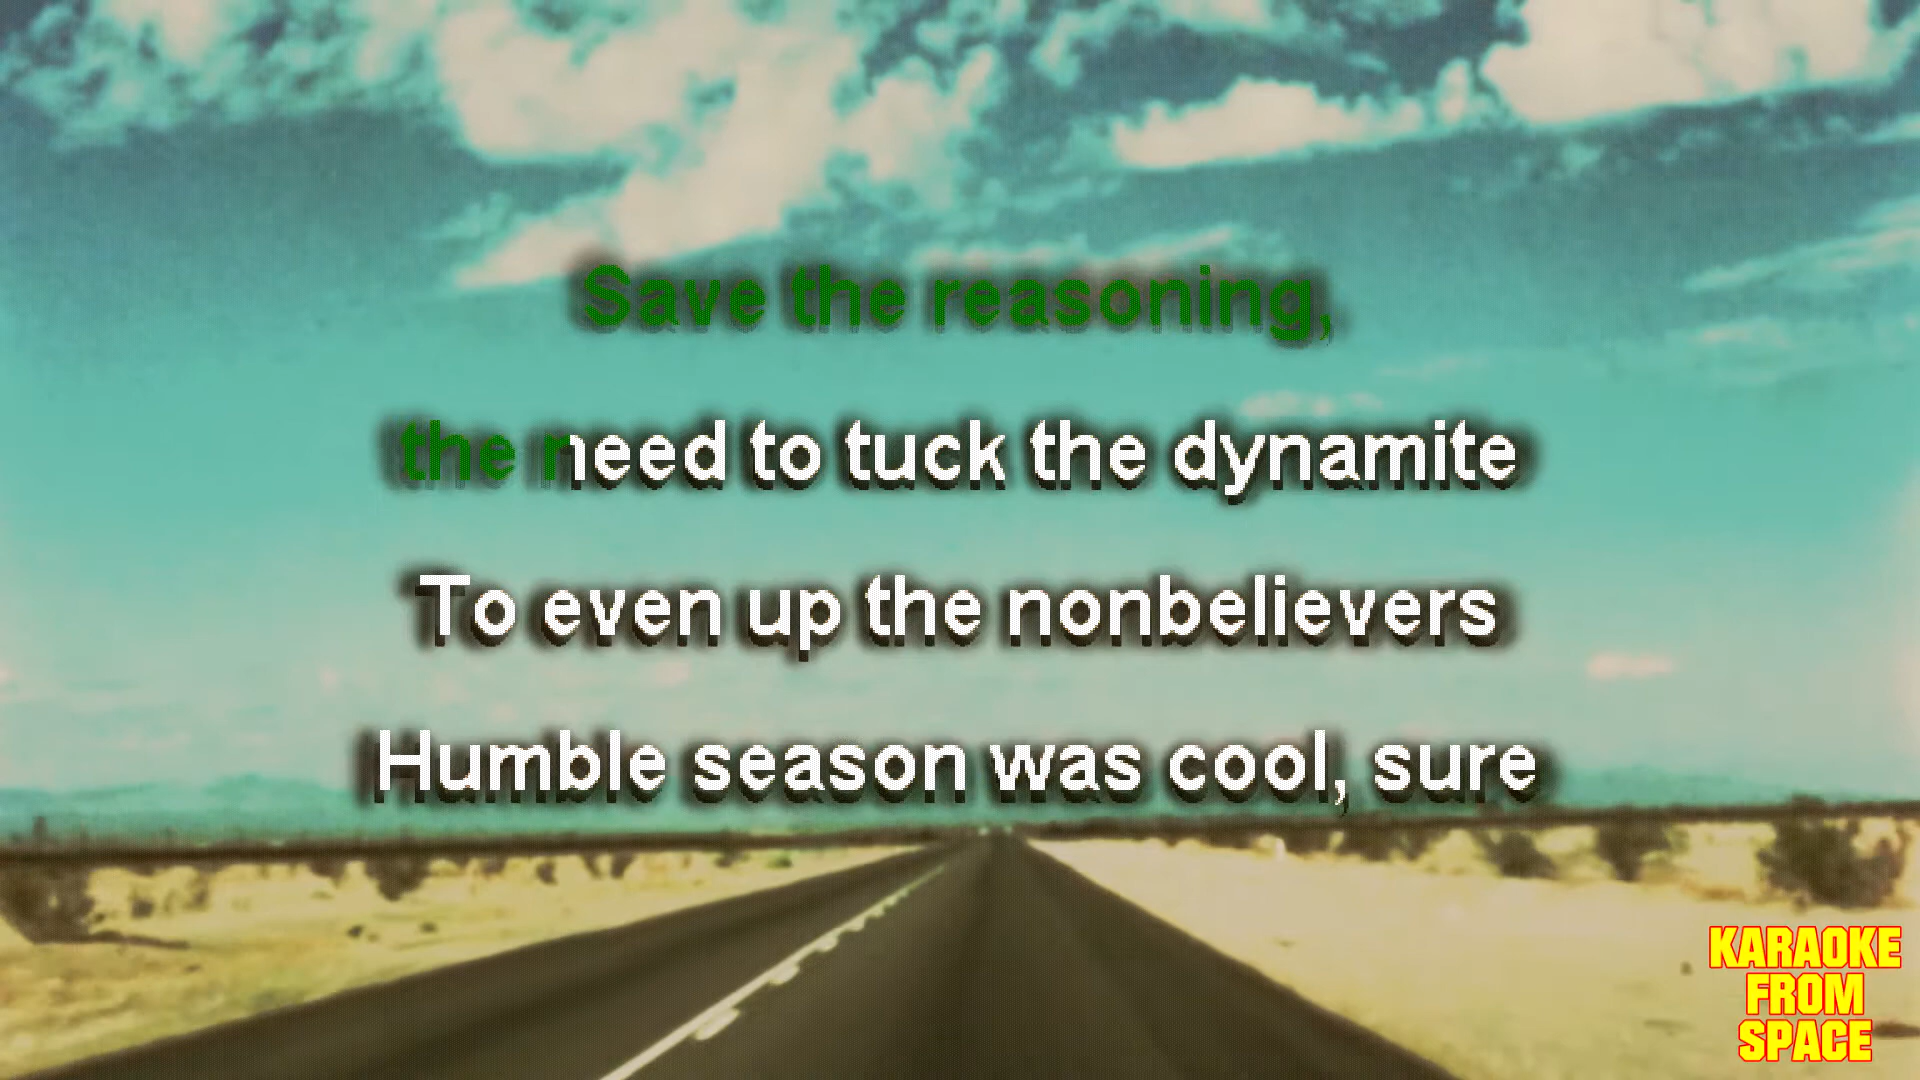 Save the reasoning,
the need to tuck the dynamite
To even up the nonbelievers
Humble season was cool, sure
KARAOKE
FROM
SPACE